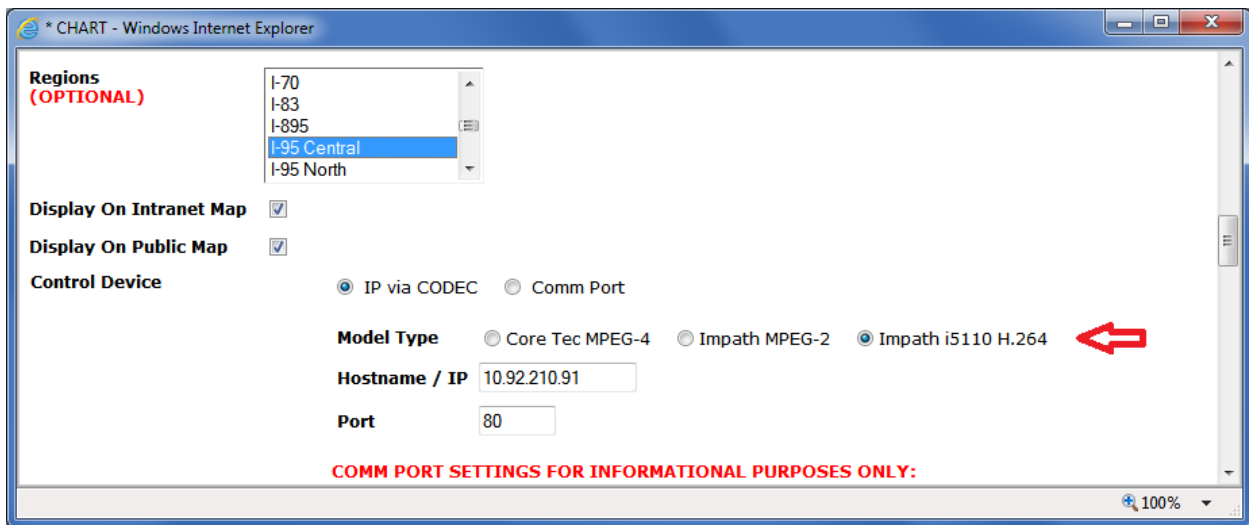 * CHART - Windows Internet Explorer
Regions
(OPTIONAL)
I-70
I-83
I-895
I-95 Central
I-95 North
Display On Intranet Map
Display On Public Map
Control Device
IP via CODEC Comm Port
Model Type Core Tec MPEG-4 Impath MPEG-2 Impath i5110 H.264
Hostname / IP 10.92.210.91
Port 80
COMM PORT SETTINGS FOR INFORMATIONAL PURPOSES ONLY:
100%